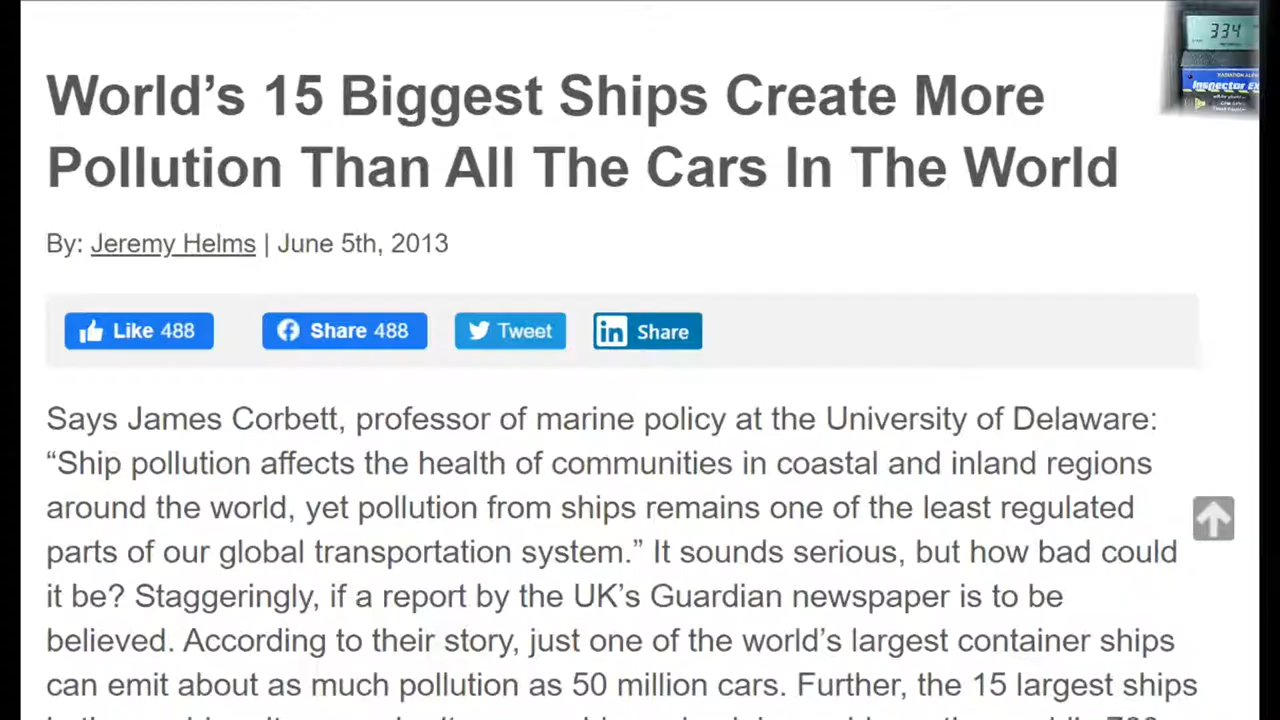 334
RADIATION ALERT
Inspector EX
World’s 15 Biggest Ships Create More
Pollution Than All The Cars In The World
By: Jeremy Helms | June 5th, 2013
Like 488
Share 488
Tweet
in Share
Says James Corbett, professor of marine policy at the University of Delaware:
“Ship pollution affects the health of communities in coastal and inland regions
around the world, yet pollution from ships remains one of the least regulated
parts of our global transportation system.” It sounds serious, but how bad could
it be? Staggeringly, if a report by the UK’s Guardian newspaper is to be
believed. According to their story, just one of the world’s largest container ships
can emit about as much pollution as 50 million cars. Further, the 15 largest ships